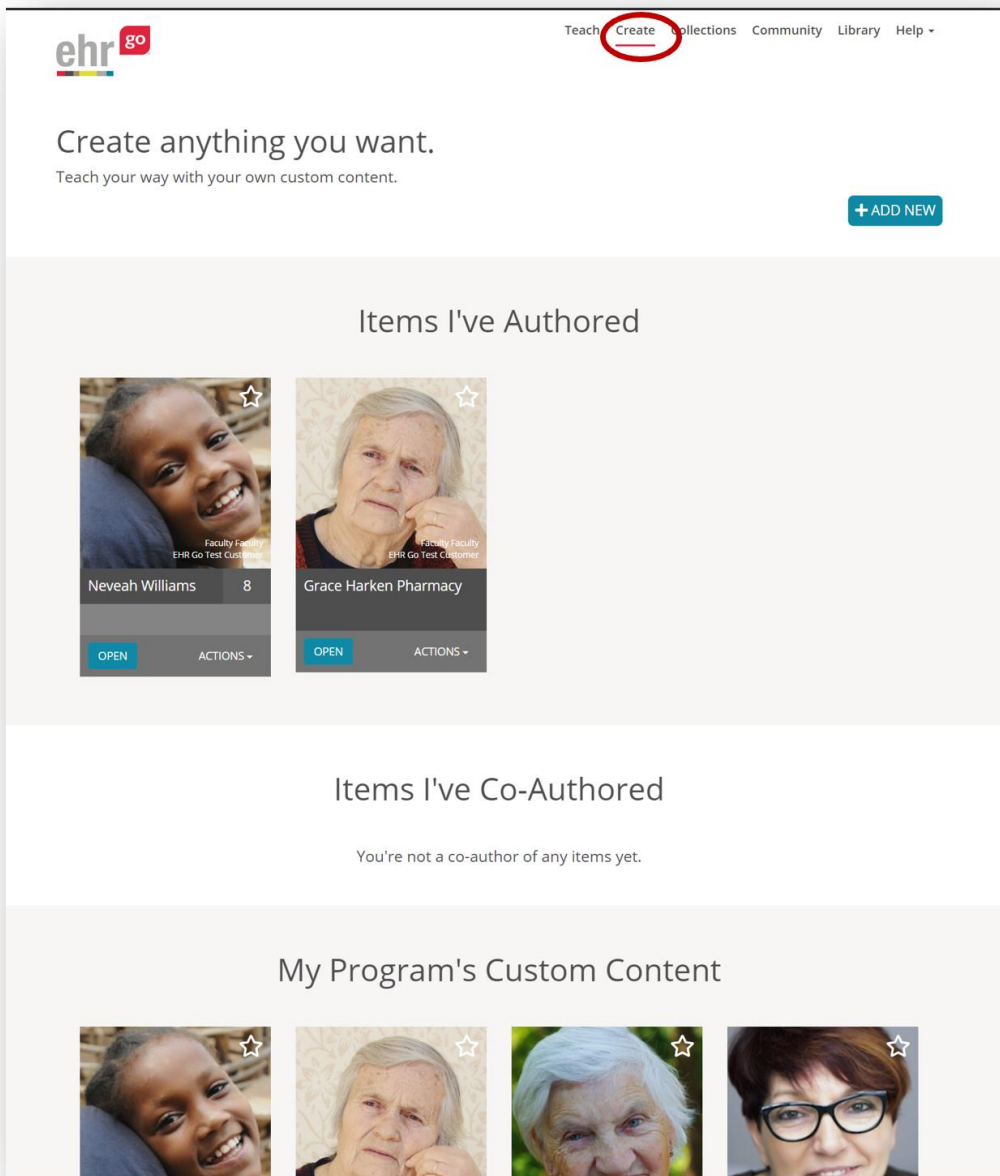 ehr go
Teach Create Collections Community Library Help
Create anything you want.
Teach your way with your own custom content.
+ ADD NEW
Items I've Authored
Faculty Faculty
EHR Go Test Customer
Neveah Williams 8
OPEN ACTIONS
Faculty Faculty
EHR Go Test Customer
Grace Harken Pharmacy
OPEN ACTIONS
Items I've Co-Authored
You're not a co-author of any items yet.
My Program's Custom Content